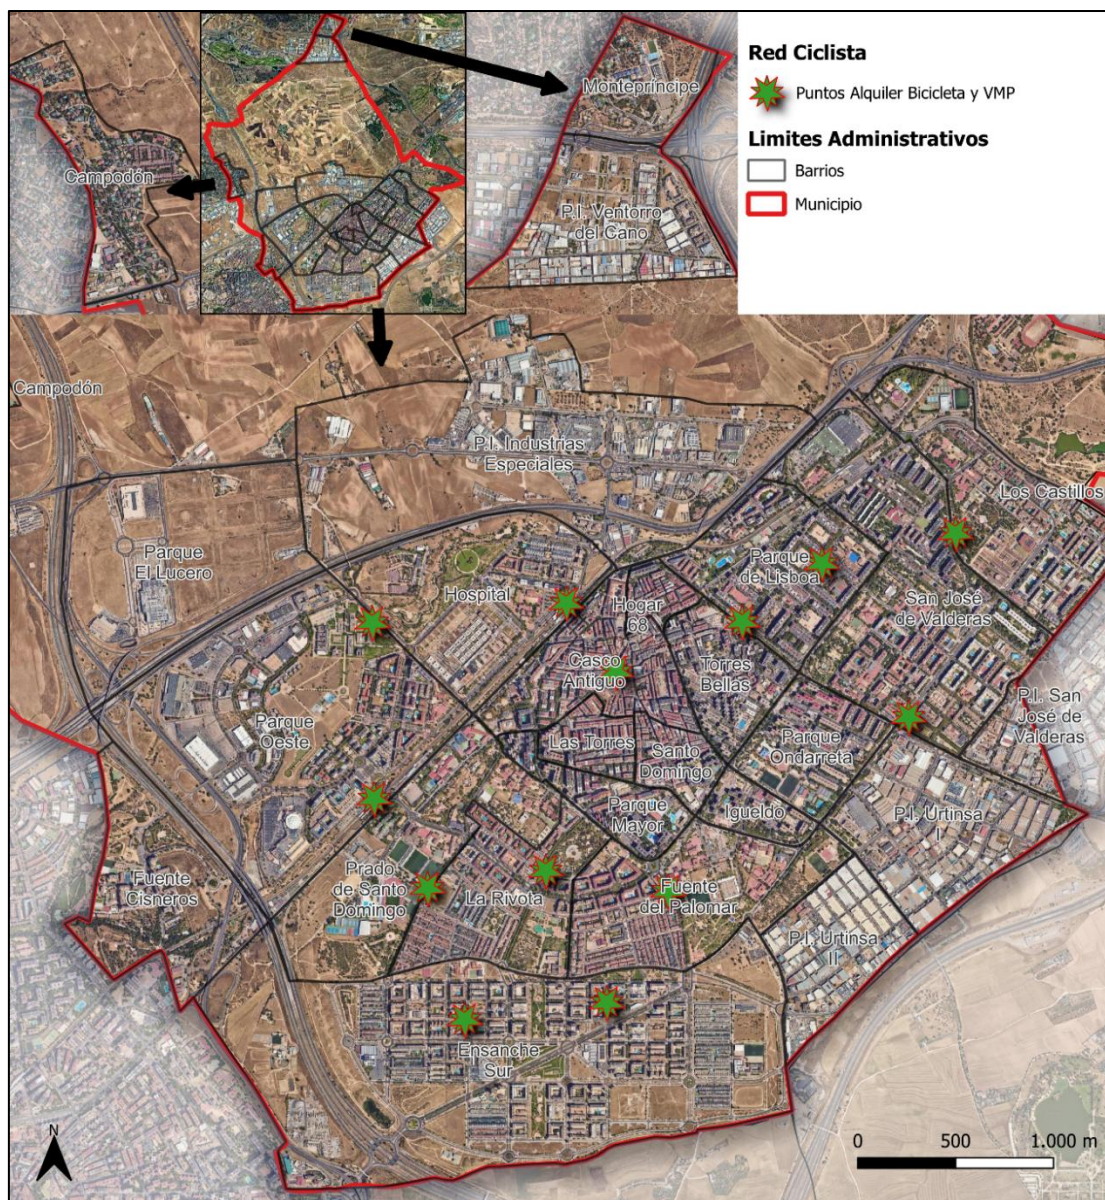 Red Ciclista
Puntos Alquiler Bicicleta y VMP
Limites Administrativos
Barrios
Municipio
Montepríncipe
P.I. Ventorro
del Cano
Campodón
Campodón
P.I. Industrias
Especiales
Los Castillos
Parque
El Lucero
Hospital
Hogar
68
Parque
de Lisboa
San José
de Valderas
Casco
Antiguo
Torres
Bellas
Parque
Oeste
Las Torres
Santo
Domingo
Parque
Ondarreta
P.I. San
José de
Valderas
Parque
Mayor
Igueldo
P.I. Urtinsa
I
Fuente
Cisneros
Prado
de Santo
Domingo
La Rivota
Fuente
del Palomar
P.I. Urtinsa
II
Ensanche
Sur
N
0 500 1.000 m